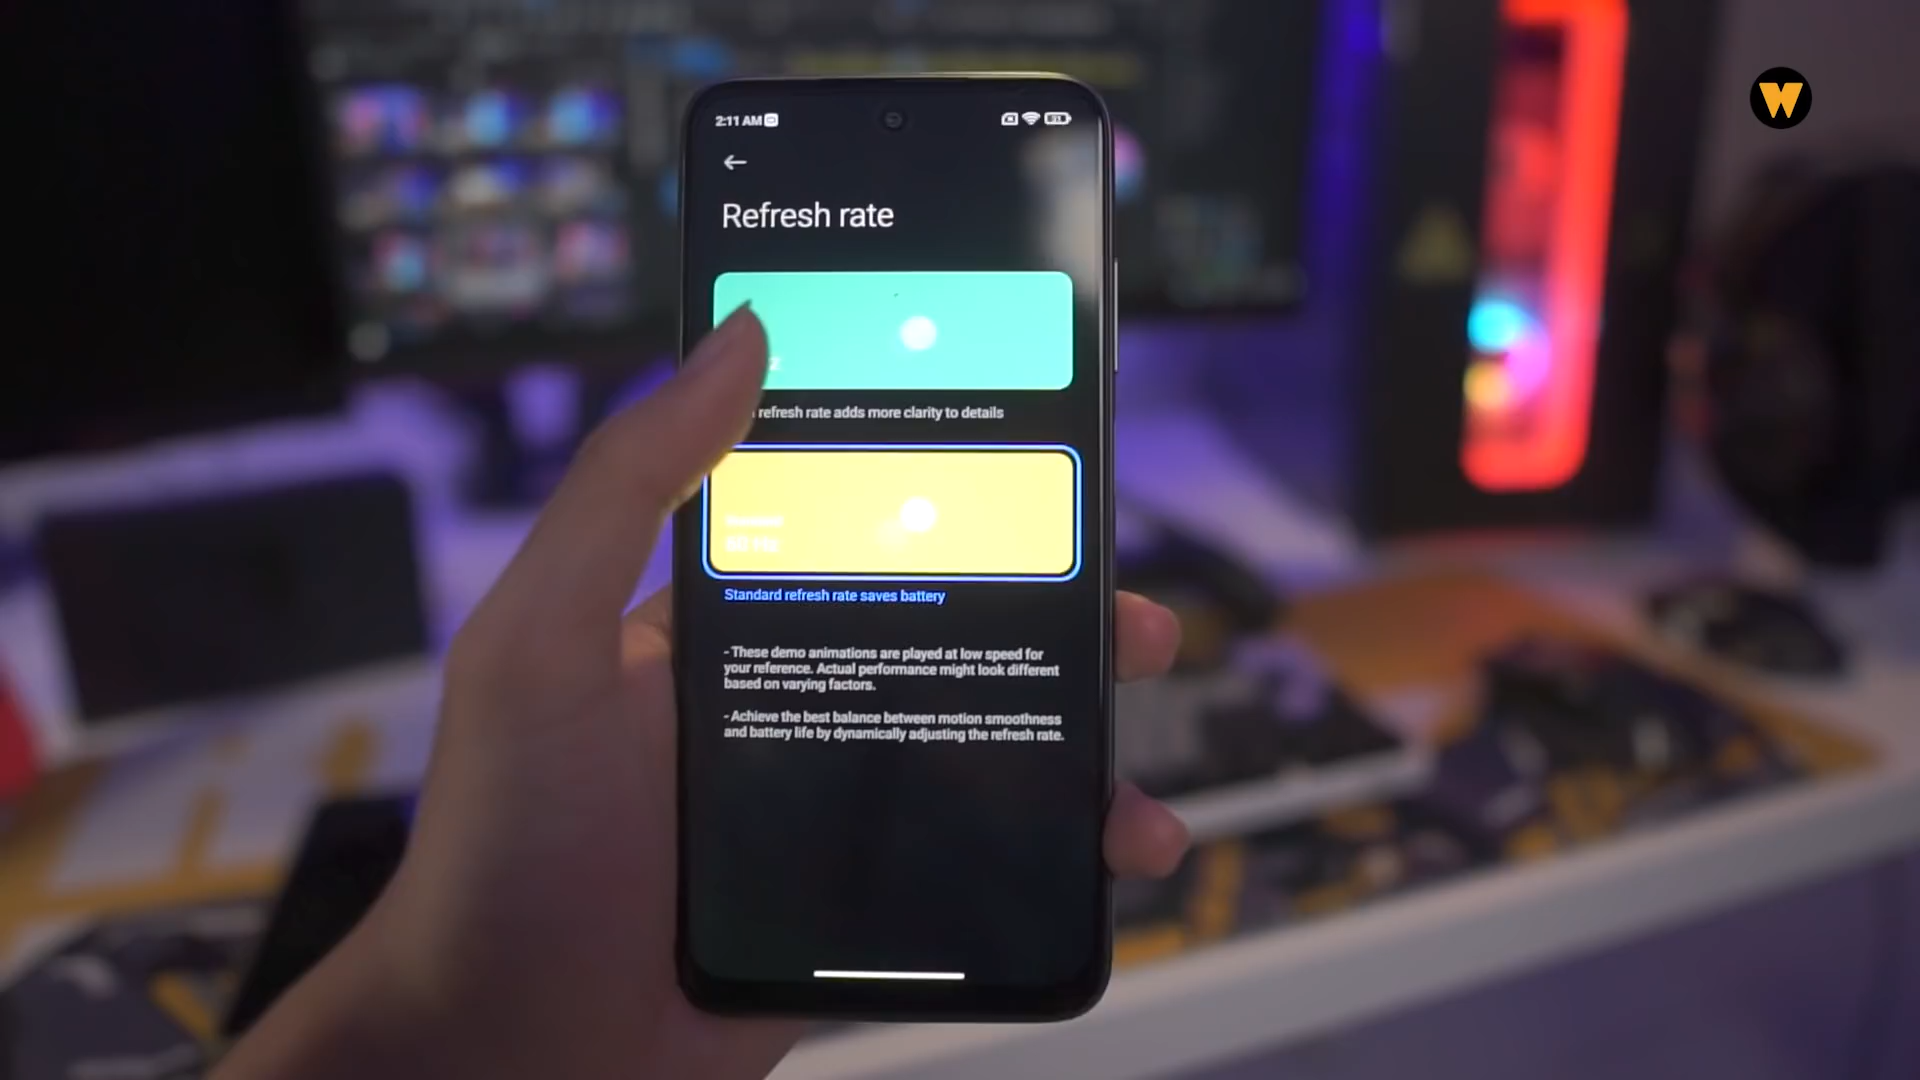 2:11 AM
Refresh rate
refresh rate adds more clarity to details
60 Hz
Standard refresh rate saves battery
- These demo animations are played at low speed for
your reference. Actual performance might look different
based on varying factors.
- Achieve the best balance between motion smoothness
and battery life by dynamically adjusting the refresh rate.
W